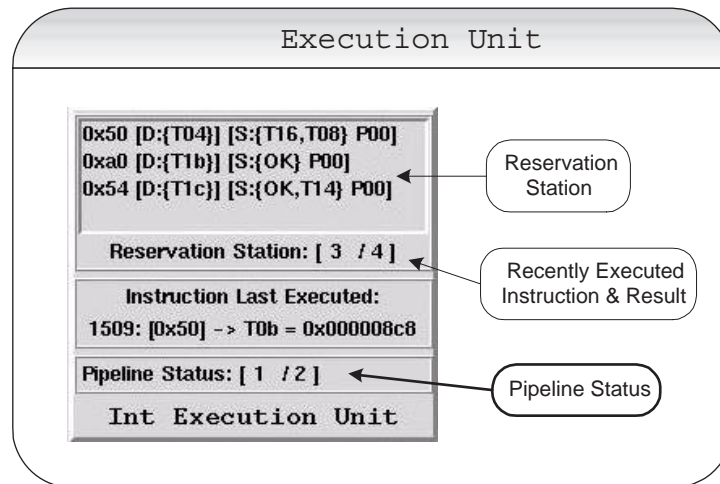 Execution Unit
0x50 [D:{T04}] [S:{T16,T08} P00]
0xa0 [D:{T1b}] [S:{OK} P00]
0x54 [D:{T1c}] [S:{OK,T14} P00]
Reservation Station: [ 3 / 4 ]
Instruction Last Executed:
1509: [0x50] -> T0b = 0x000008c8
Pipeline Status: [ 1 / 2 ]
Int Execution Unit
Reservation
Station
Recently Executed
Instruction & Result
Pipeline Status